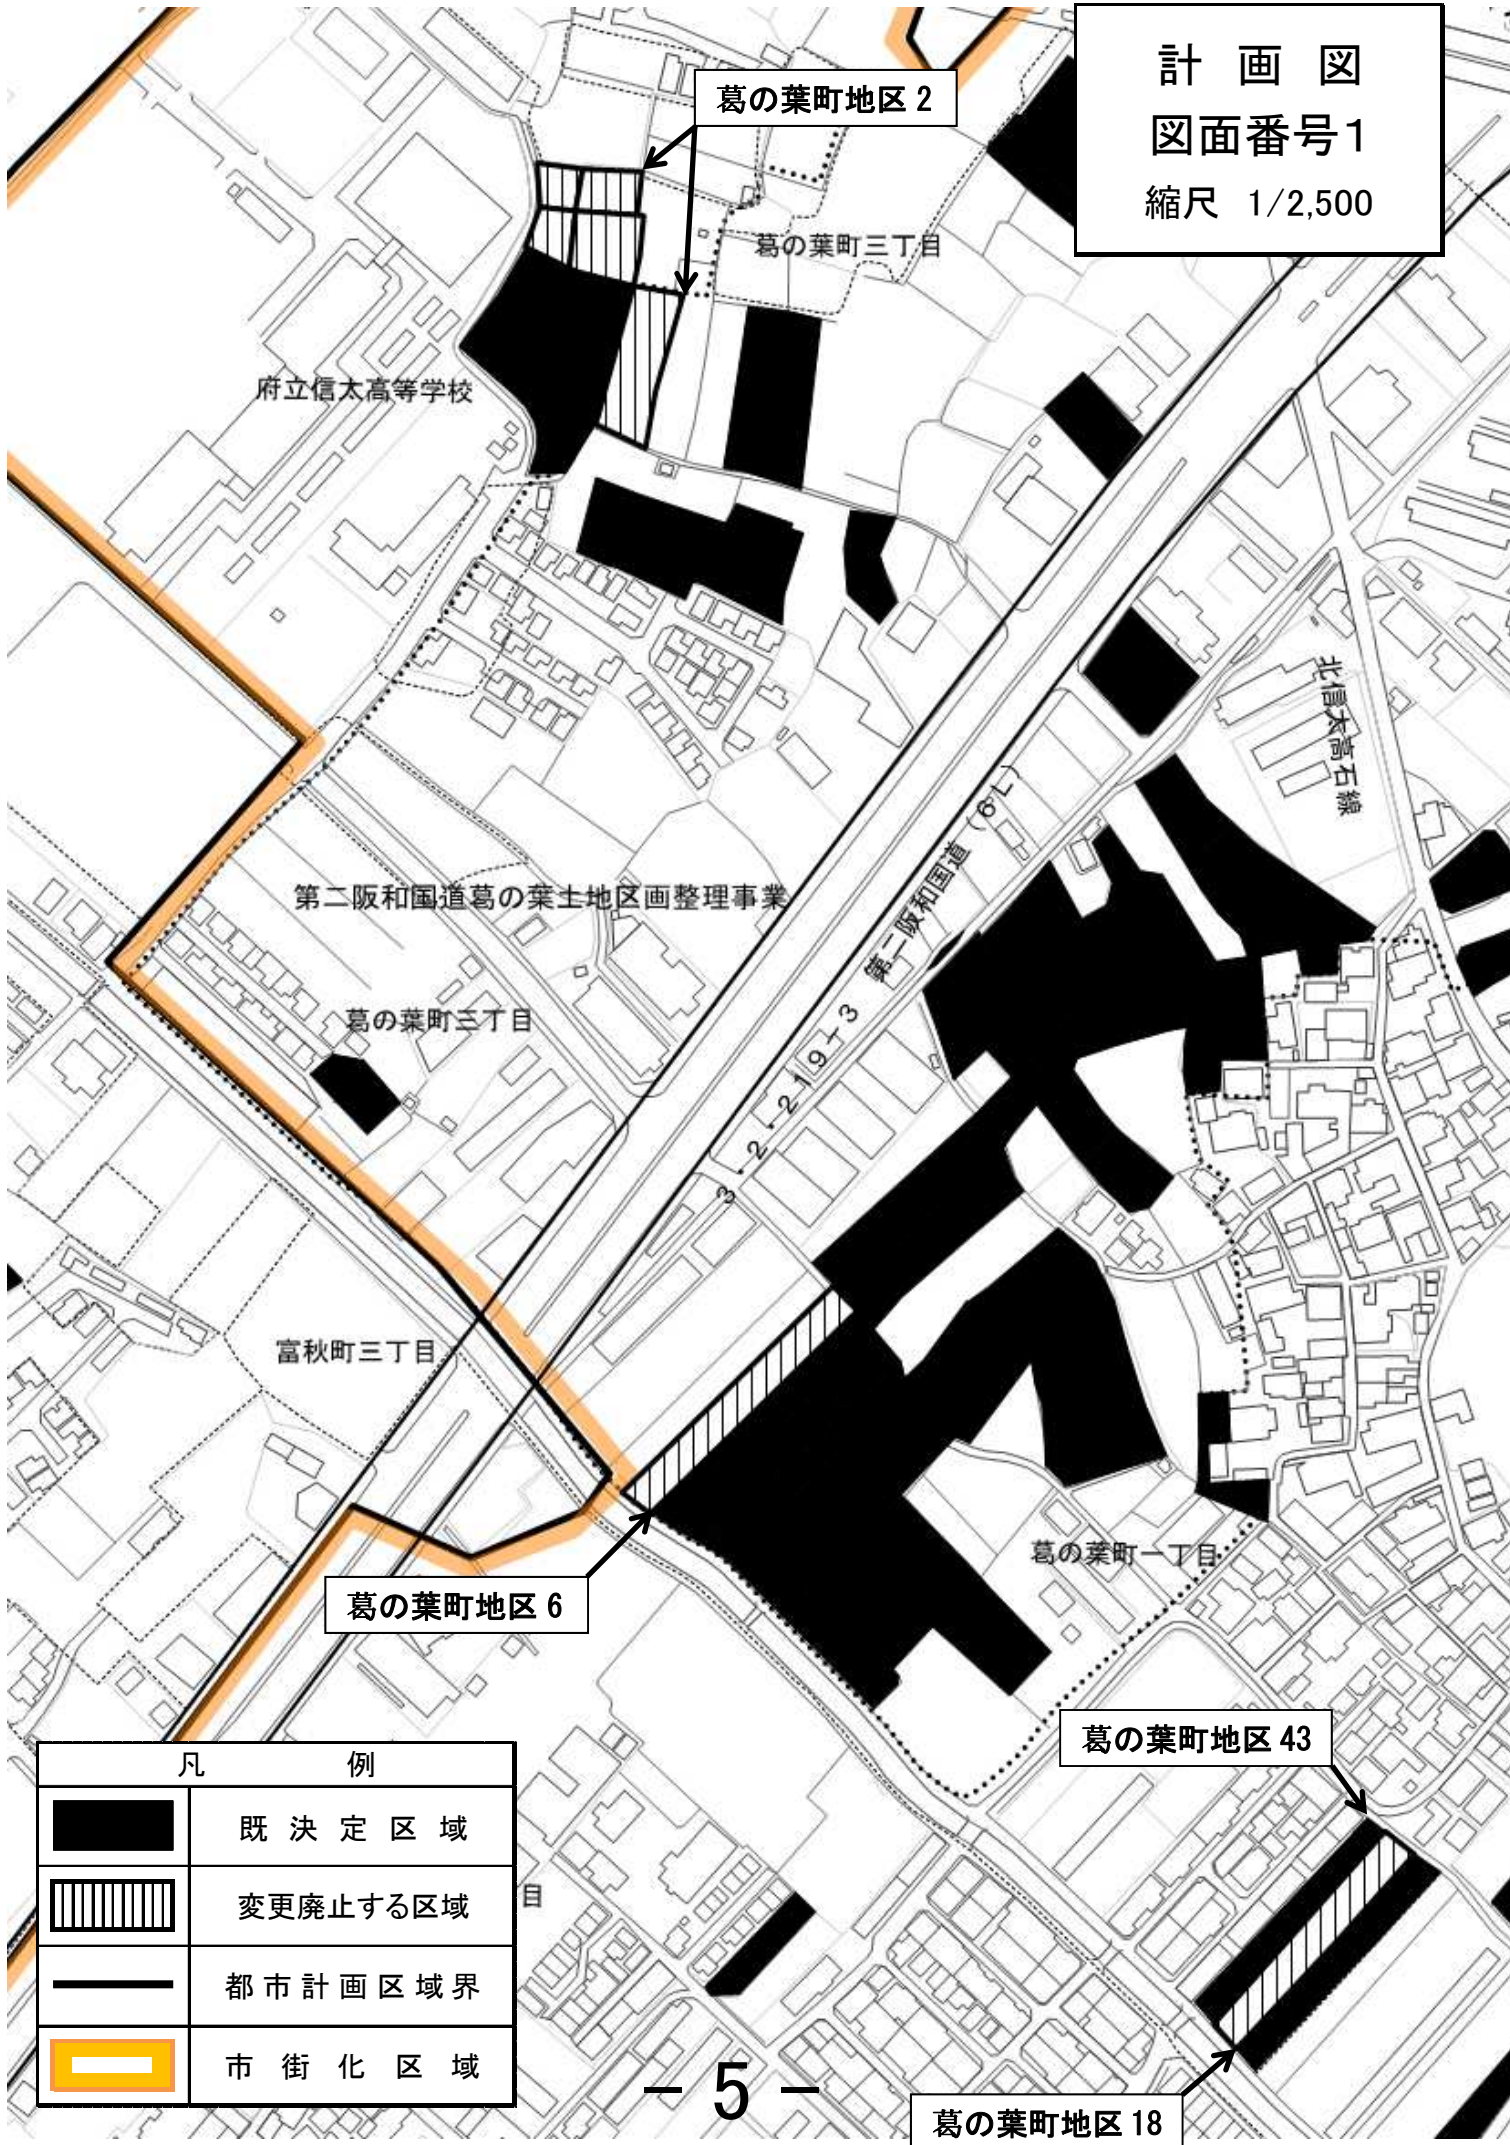 計画図
図面番号1
縮尺 1/2,500
葛の葉町地区 2
葛の葉町三丁目
府立信太高等学校
北信太高石線
第二阪和国道葛の葉土地区画整理事業
3・2・219-3 第二阪和国道(6L)
葛の葉町三丁目
富秋町三丁目
葛の葉町一丁目
葛の葉町地区 6
葛の葉町地区 43
凡例
既決定区域
変更廃止する区域
目
都市計画区域界
市街化区域
- 5 -
葛の葉町地区 18